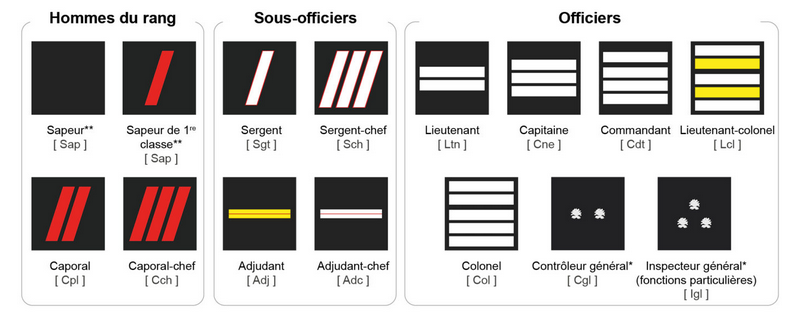 Hommes du rang
Sous-officiers
Officiers
Sapeur**
[ Sap ]
Sapeur de 1re
classe**
[ Sap ]
Sergent
[ Sgt ]
Sergent-chef
[ Sch ]
Lieutenant
[ Ltn ]
Capitaine
[ Cne ]
Commandant
[ Cdt ]
Lieutenant-colonel
[ Lcl ]
Caporal
[ Cpl ]
Caporal-chef
[ Cch ]
Adjudant
[ Adj ]
Adjudant-chef
[ Adc ]
Colonel
[ Col ]
Contrôleur général*
[ Cgl ]
Inspecteur général*
(fonctions particulières)
[ Igl ]